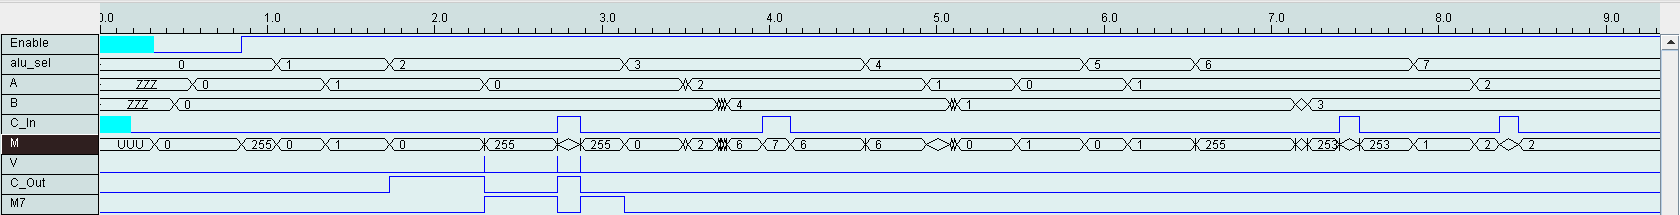 0.0 1.0 2.0 3.0 4.0 5.0 6.0 7.0 8.0 9.0
Enable
alu_sel 0 1 2 3 4 5 6 7
A ZZZ 0 1 0 2 1 0 1 2
B ZZZ 0 4 1 3
C_In
M UUU 0 255 0 1 0 255 255 0 2 6 7 6 6 0 1 0 1 255 253 253 1 2 2
V
C_Out
M7